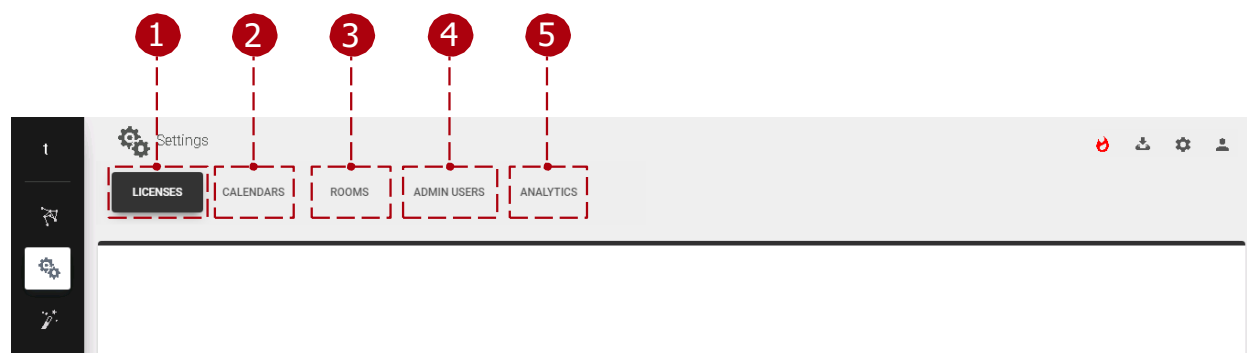 1 2 3 4 5
t
Settings
LICENSES CALENDARS ROOMS ADMIN USERS ANALYTICS